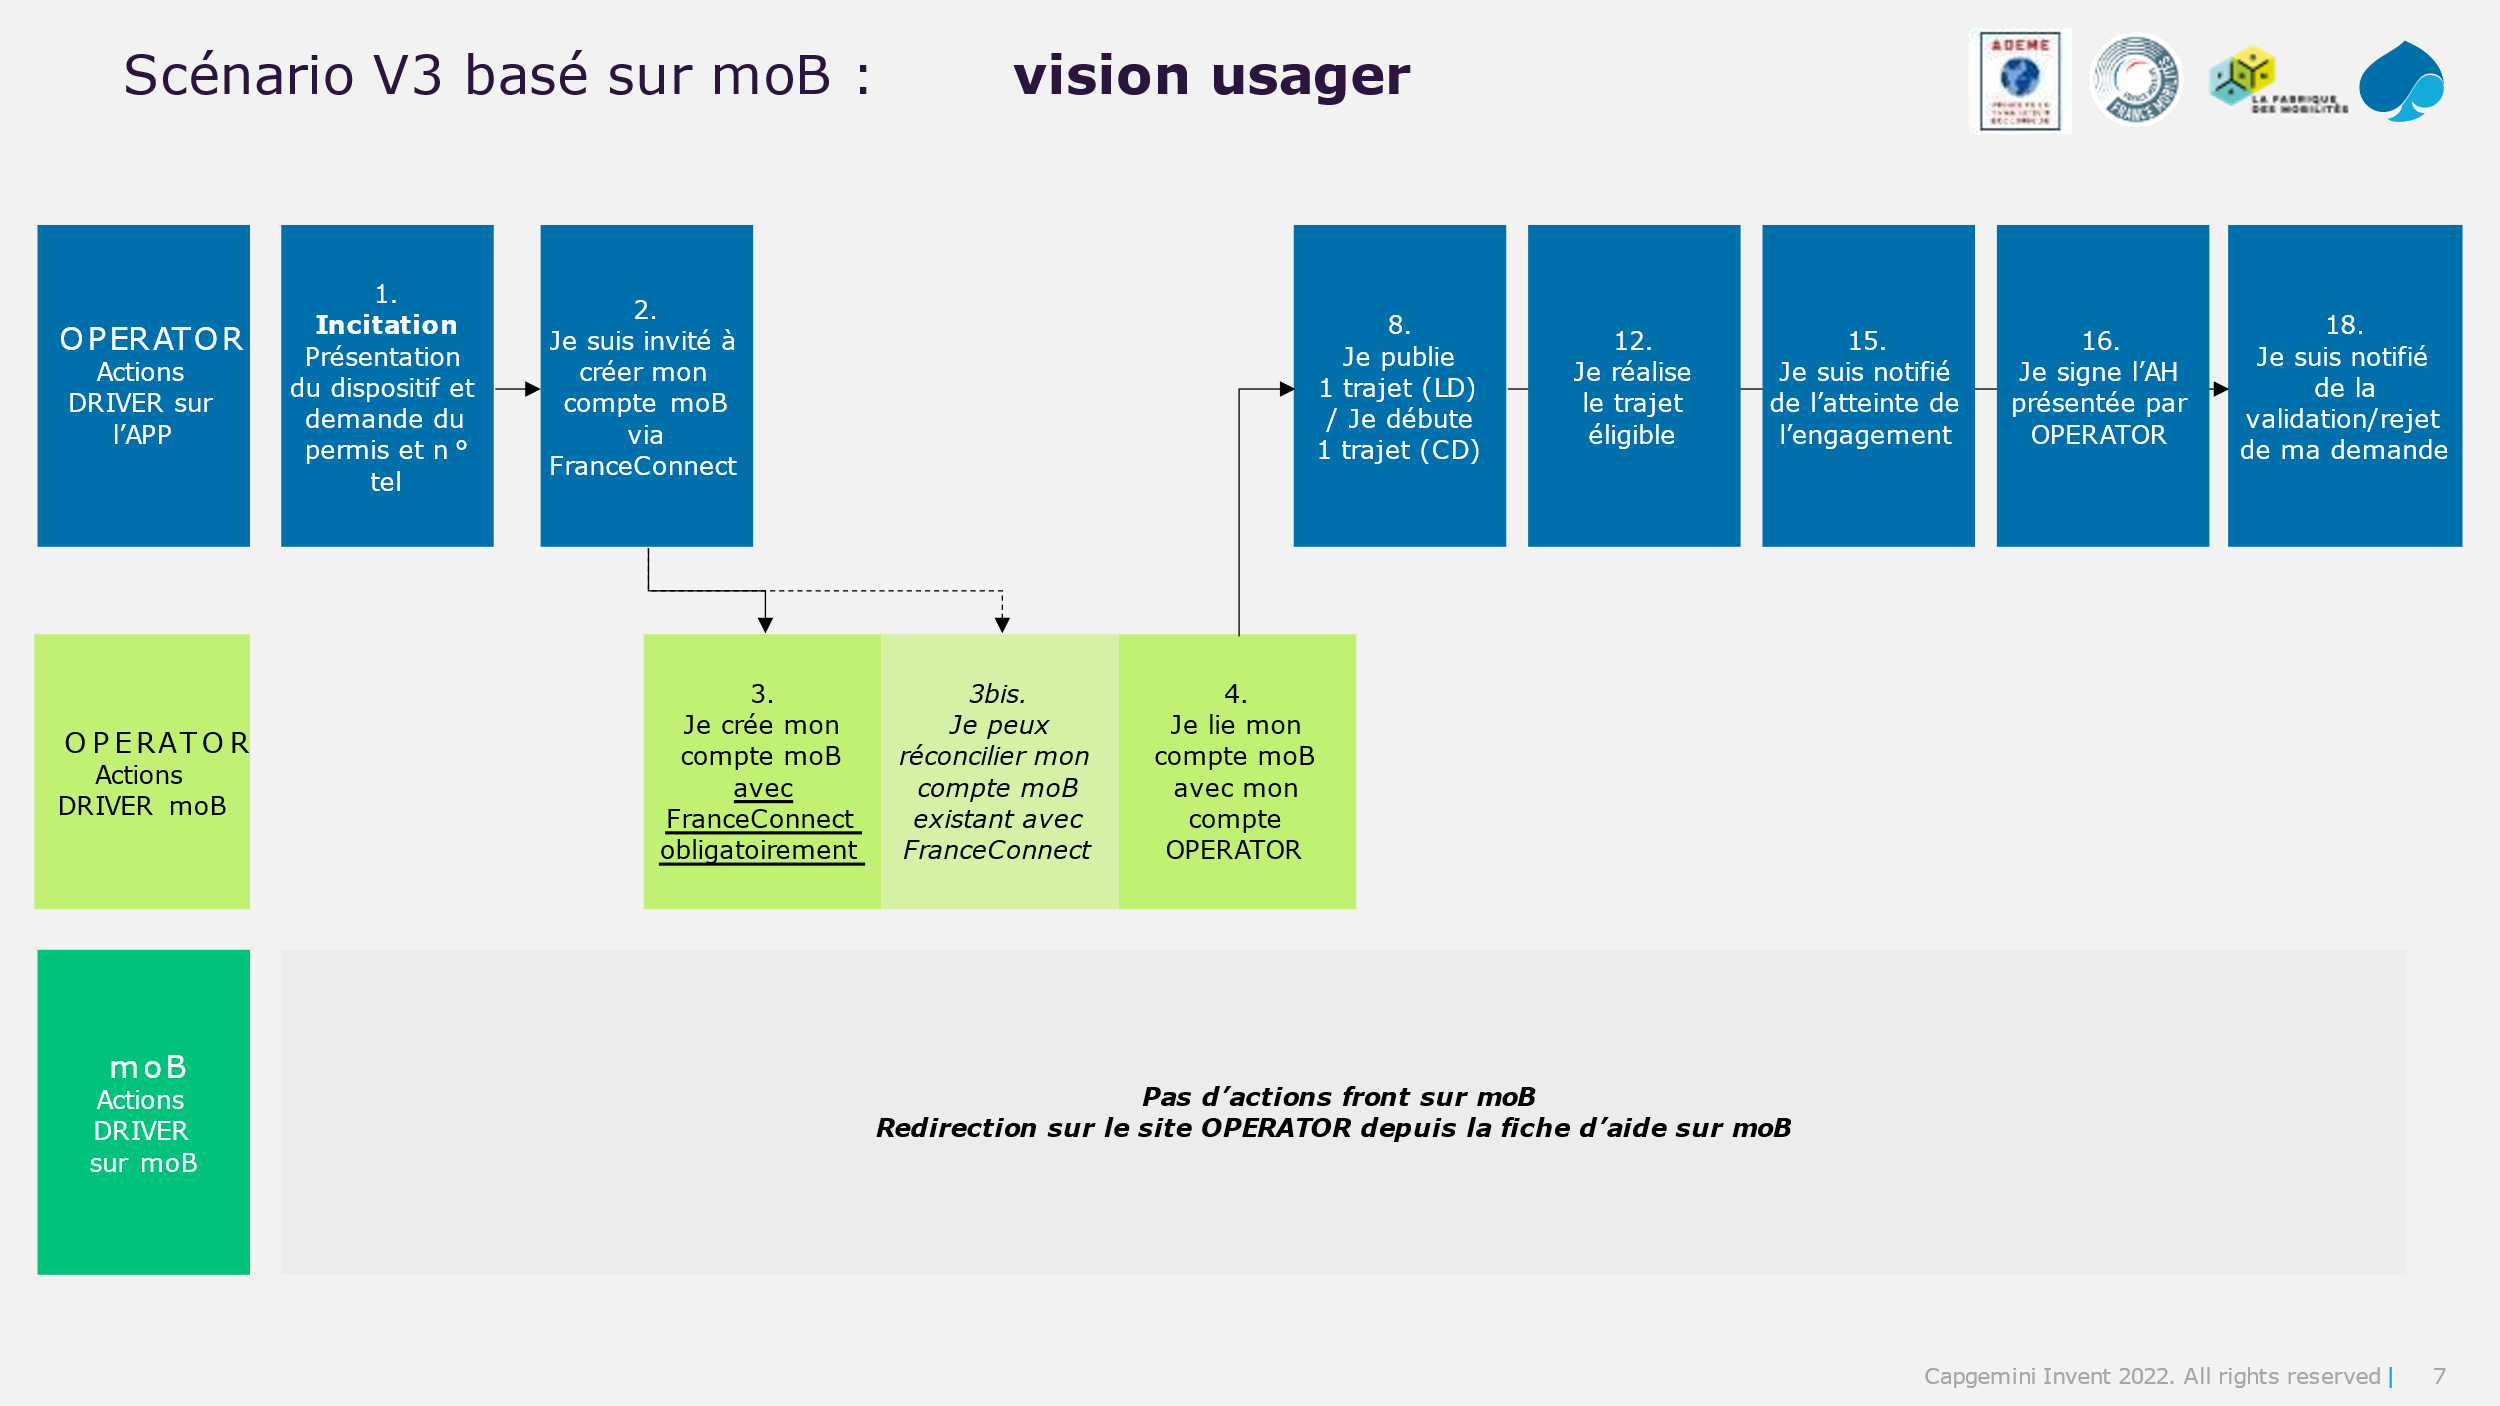 Scénario V3 basé sur moB : vision usager
ADEME
FRANCE MOBILITÉS
LA FABRIQUE
DES MOBILITÉS
OPERATOR
Actions
DRIVER sur
l’APP
1.
Incitation
Présentation
du dispositif et
demande du
permis et n°
tel
2.
Je suis invité à
créer mon
compte moB
via
FranceConnect
8.
Je publie
1 trajet (LD)
/ Je débute
1 trajet (CD)
12.
Je réalise
le trajet
éligible
15.
Je suis notifié
de l’atteinte de
l’engagement
16.
Je signe l’AH
présentée par
OPERATOR
18.
Je suis notifié
de la
validation/rejet
de ma demande
OPERATOR
Actions
DRIVER moB
3.
Je crée mon
compte moB
avec
FranceConnect
obligatoirement
3bis.
Je peux
réconcilier mon
compte moB
existant avec
FranceConnect
4.
Je lie mon
compte moB
avec mon
compte
OPERATOR
moB
Actions
DRIVER
sur moB
Pas d’actions front sur moB
Redirection sur le site OPERATOR depuis la fiche d’aide sur moB
Capgemini Invent 2022. All rights reserved | 7